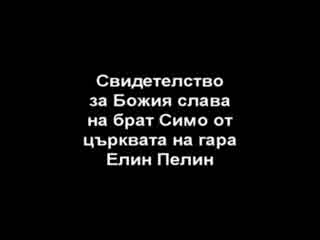 Свидетелство
за Божия слава
на брат Симо от
църквата на гара
Елин Пелин